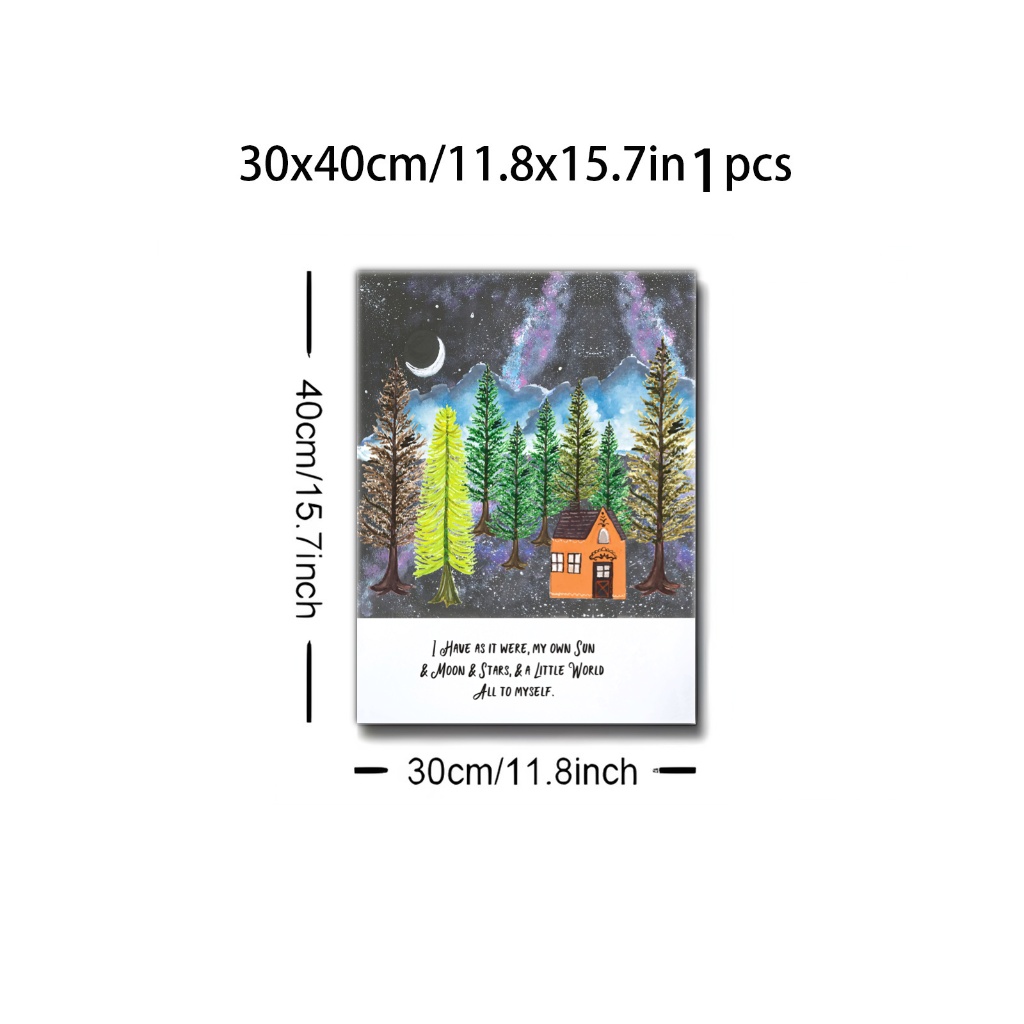 30x40cm/11.8x15.7in 1 pcs
40cm/15.7inch
I Have as it were, my own Sun
& Moon & Stars, & a Little World
All to myself.
30cm/11.8inch